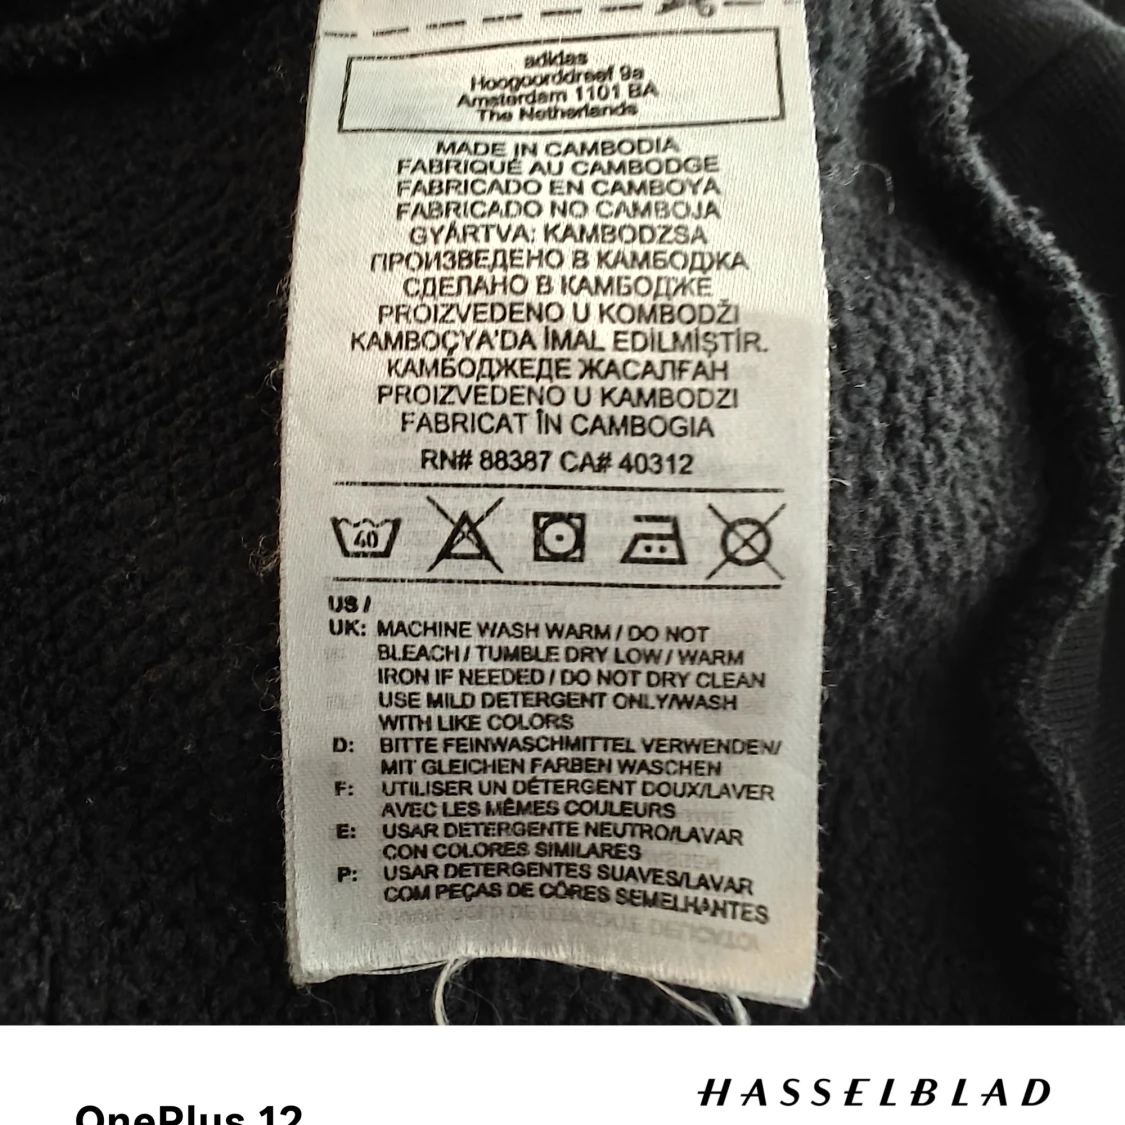 adidas
Hoogoorddreef 9a
Amsterdam 1101 BA
The Netherlands
MADE IN CAMBODIA
FABRIQUÉ AU CAMBODGE
FABRICADO EN CAMBOYA
FABRICADO NO CAMBOJA
GYÁRTVA: KAMBODZSA
ПРОИЗВЕДЕНО В КАМБОДЖА
СДЕЛАНО В КАМБОДЖЕ
PROIZVEDENO U KOMBODŽI
KAMBOÇYA'DA İMAL EDİLMİŞTİR.
КАМБОДЖЕДЕ ЖАСАЛҒАН
PROIZVEDENO U KAMBODZI
FABRICAT ÎN CAMBOGIA
RN# 88387 CA# 40312
40
US /
UK: MACHINE WASH WARM / DO NOT
BLEACH / TUMBLE DRY LOW / WARM
IRON IF NEEDED / DO NOT DRY CLEAN
USE MILD DETERGENT ONLY/WASH
WITH LIKE COLORS
D: BITTE FEINWASCHMITTEL VERWENDEN/
MIT GLEICHEN FARBEN WASCHEN
F: UTILISER UN DÉTERGENT DOUX/LAVER
AVEC LES MÊMES COULEURS
E: USAR DETERGENTE NEUTRO/LAVAR
CON COLORES SIMILARES
P: USAR DETERGENTES SUAVES/LAVAR
COM PEÇAS DE CÔRES SEMELHANTES
HASSELBLAD
OnePlus 12